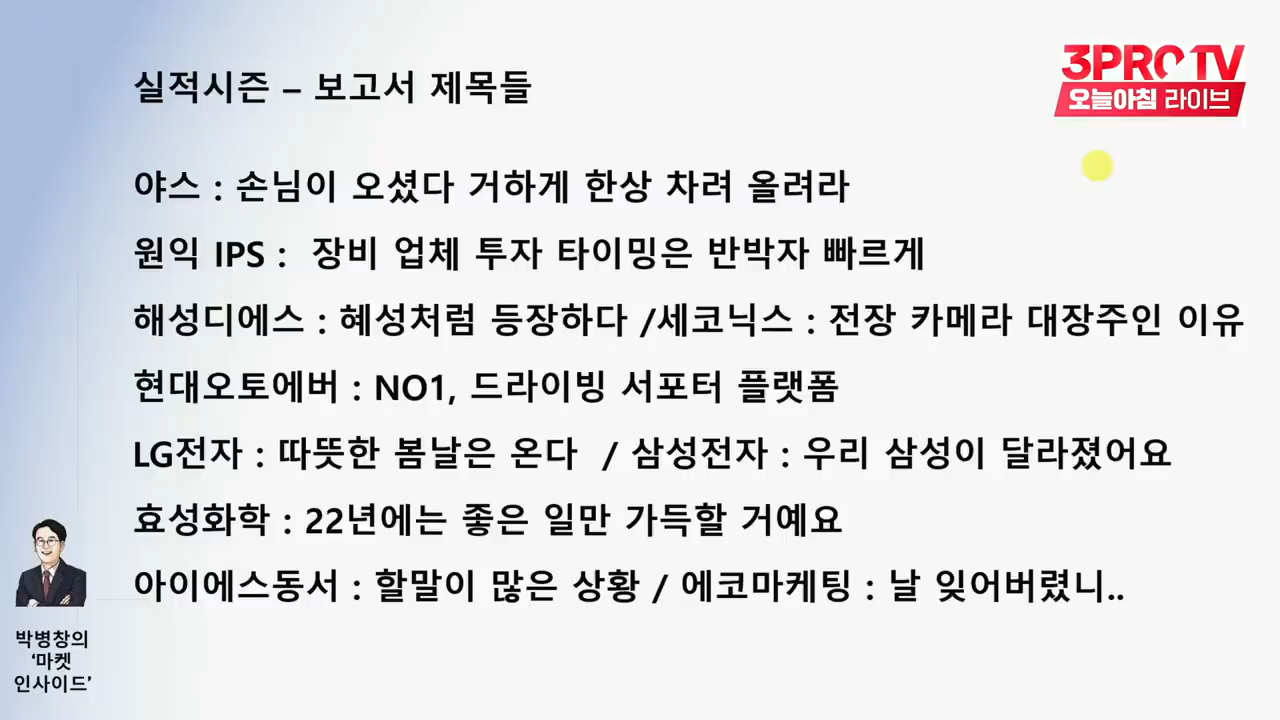 실적시즌 – 보고서 제목들
3PRO TV
오늘아침 라이브
야스 : 손님이 오셨다 거하게 한상 차려 올려라
원익 IPS : 장비 업체 투자 타이밍은 반박자 빠르게
해성디에스 : 혜성처럼 등장하다 /세코닉스 : 전장 카메라 대장주인 이유
현대오토에버 : NO1, 드라이빙 서포터 플랫폼
LG전자 : 따뜻한 봄날은 온다 / 삼성전자 : 우리 삼성이 달라졌어요
효성화학 : 22년에는 좋은 일만 가득할 거예요
아이에스동서 : 할말이 많은 상황 / 에코마케팅 : 날 잊어버렸니..
박병창의
‘마켓
인사이드’